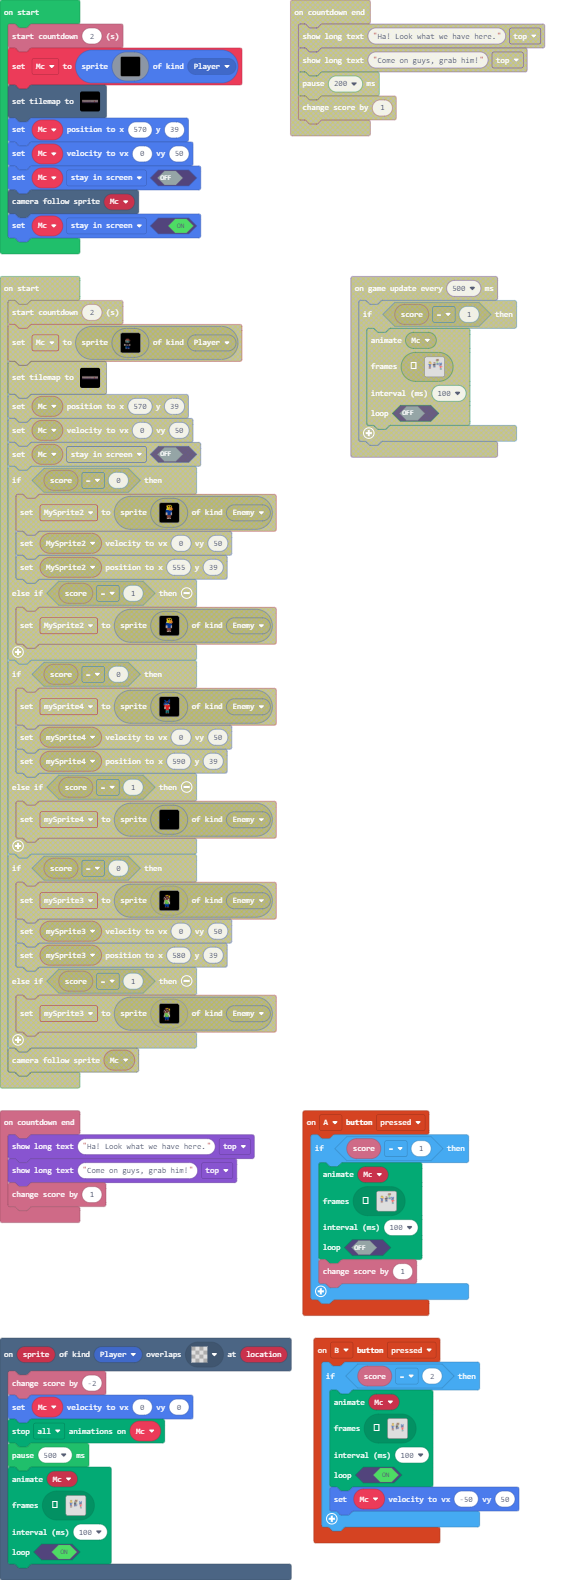 on start
start countdown 2 (s)
set Mc to sprite of kind Player
set tilemap to
set Mc position to x 570 y 39
set Mc velocity to vx 0 vy 50
set Mc stay in screen OFF
camera follow sprite Mc
set Mc stay in screen ON
on countdown end
show long text "Ha! Look what we have here." top
show long text "Come on guys, grab him!" top
pause 200 ms
change score by 1
on start
start countdown 2 (s)
set Mc to sprite of kind Player
set tilemap to
set Mc position to x 570 y 39
set Mc velocity to vx 0 vy 50
set Mc stay in screen OFF
if score = 0 then
set MySprite2 to sprite of kind Enemy
set MySprite2 velocity to vx 0 vy 50
set MySprite2 position to x 555 y 39
else if score = 1 then
set MySprite2 to sprite of kind Enemy
if score = 0 then
set mySprite4 to sprite of kind Enemy
set mySprite4 velocity to vx 0 vy 50
set mySprite4 position to x 590 y 39
else if score = 1 then
set mySprite4 to sprite of kind Enemy
if score = 0 then
set mySprite3 to sprite of kind Enemy
set mySprite3 velocity to vx 0 vy 50
set mySprite3 position to x 580 y 39
else if score = 1 then
set mySprite3 to sprite of kind Enemy
camera follow sprite Mc
on game update every 500 ms
if score = 1 then
animate Mc
frames
interval (ms) 100
loop OFF
on countdown end
show long text "Ha! Look what we have here." top
show long text "Come on guys, grab him!" top
change score by 1
on A button pressed
if score = 1 then
animate Mc
frames
interval (ms) 100
loop OFF
change score by 1
on sprite of kind Player overlaps at location
change score by -2
set Mc velocity to vx 0 vy 0
stop all animations on Mc
pause 500 ms
animate Mc
frames
interval (ms) 100
loop ON
on B button pressed
if score = 2 then
animate Mc
frames
interval (ms) 100
loop ON
set Mc velocity to vx -50 vy 50